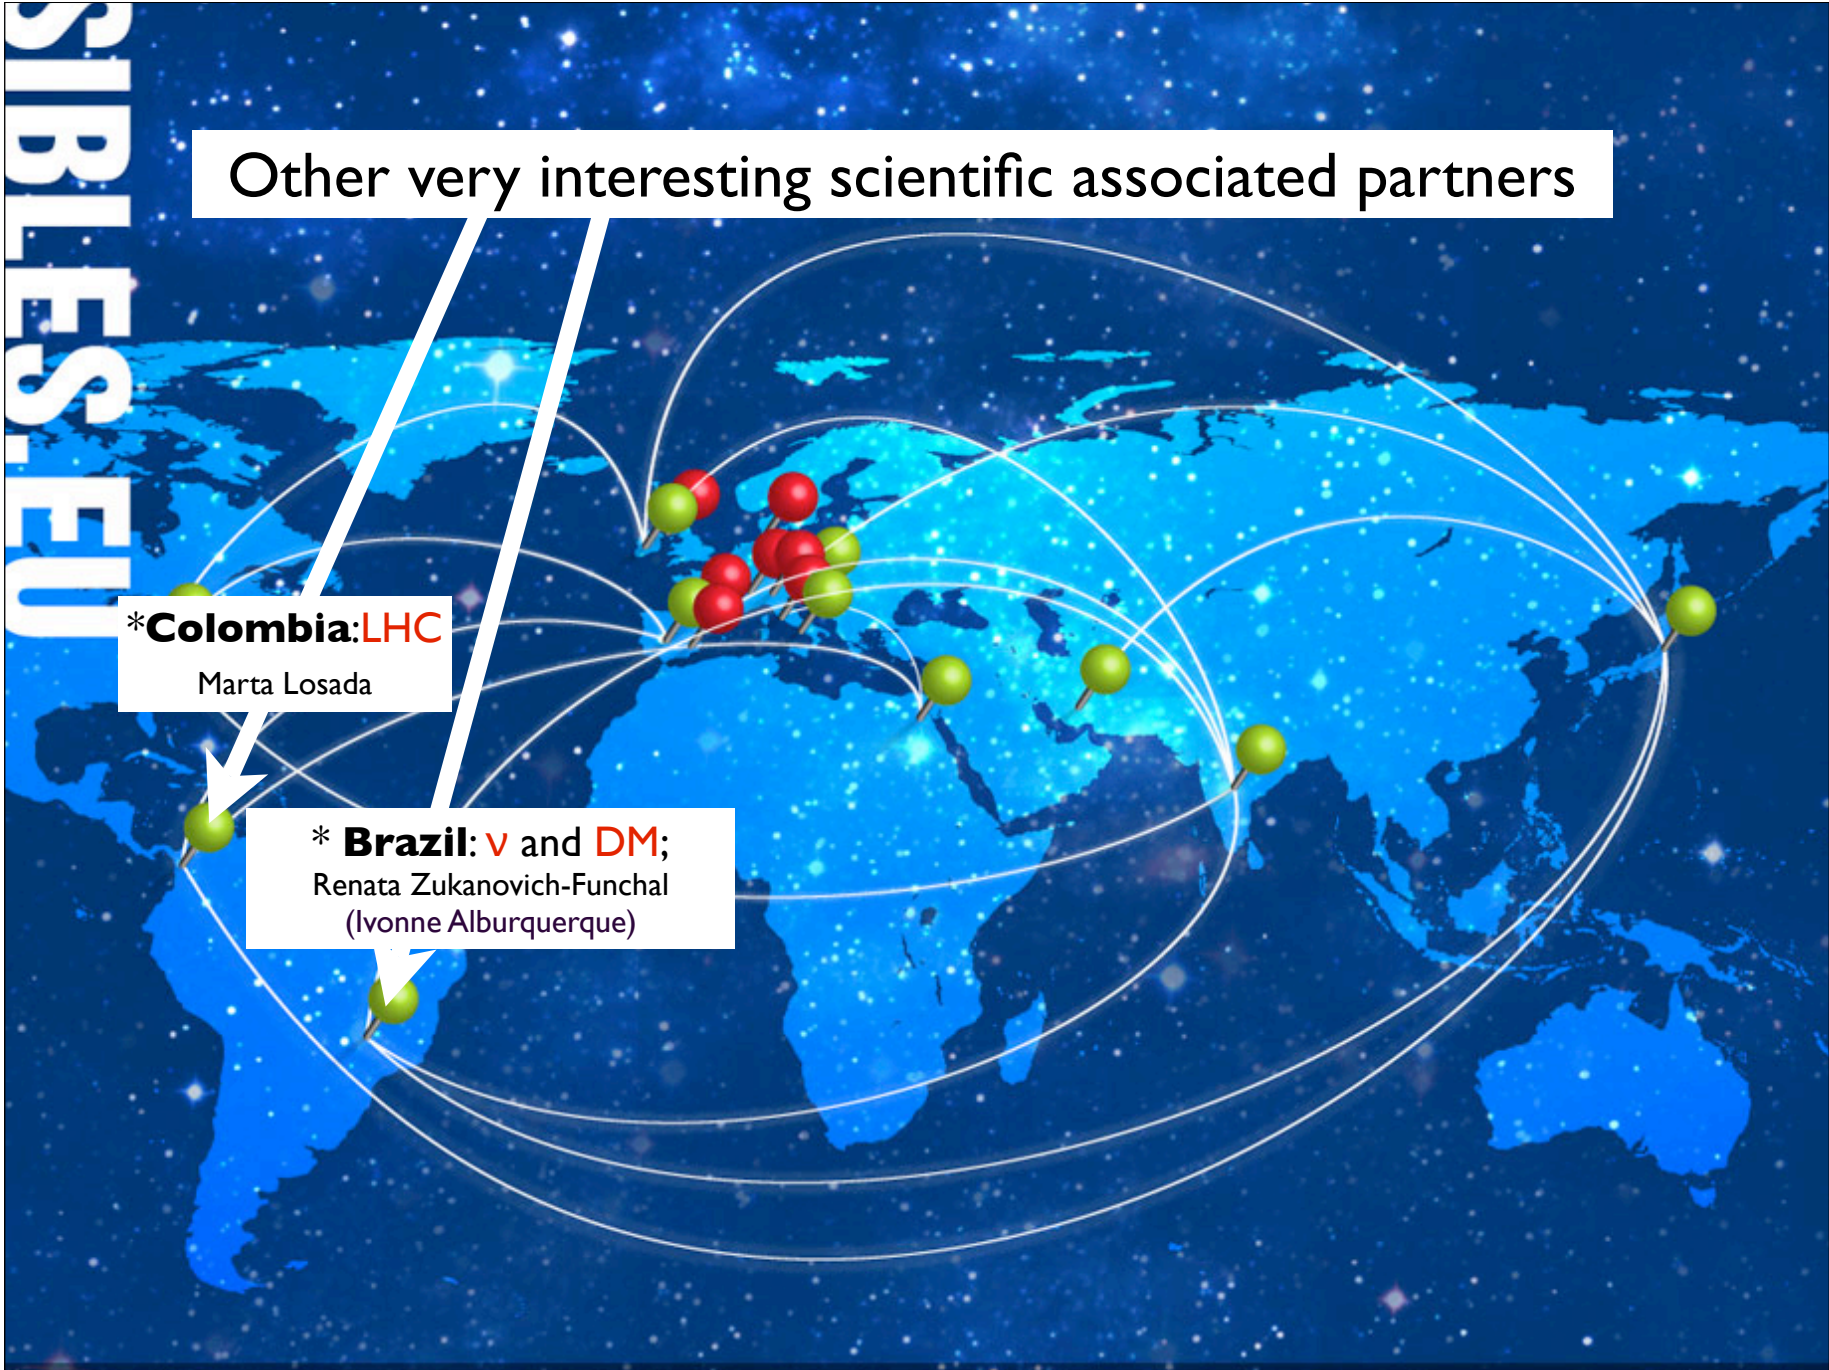 SIBLES.EU
Other very interesting scientific associated partners
*Colombia:LHC
Marta Losada
* Brazil: ν and DM;
Renata Zukanovich-Funchal
(Ivonne Alburquerque)